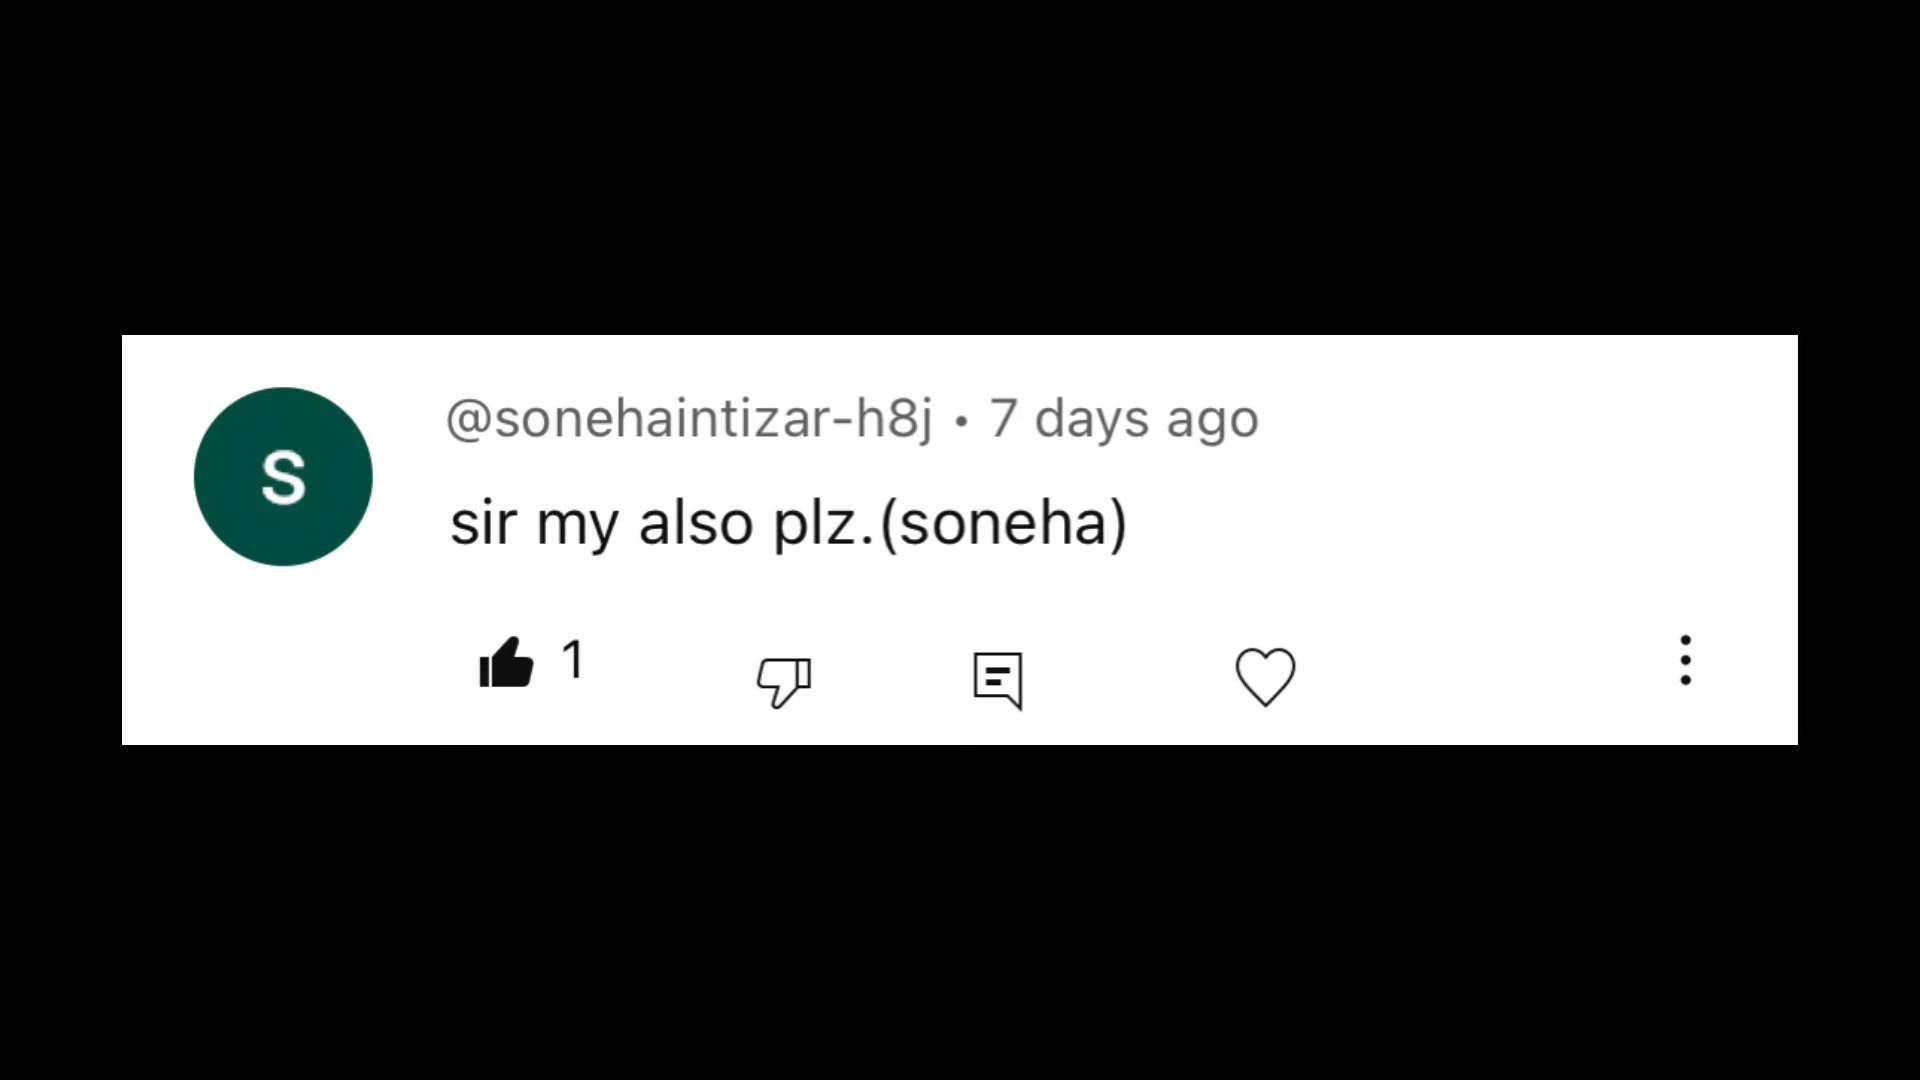 S
@sonehaintizar-h8j • 7 days ago
sir my also plz.(soneha)
1